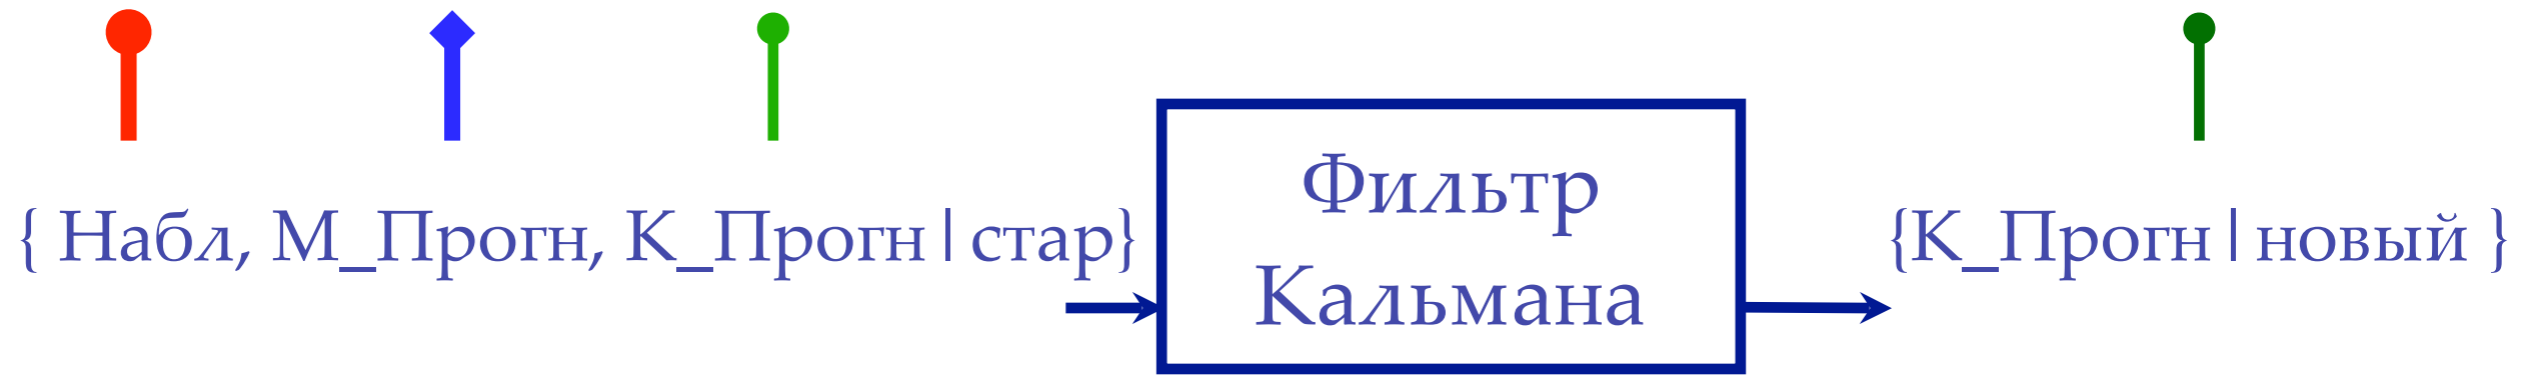 { Набл, М_Прогн, К_Прогн | стар}
Фильтр
Кальмана
{К_Прогн | новый }